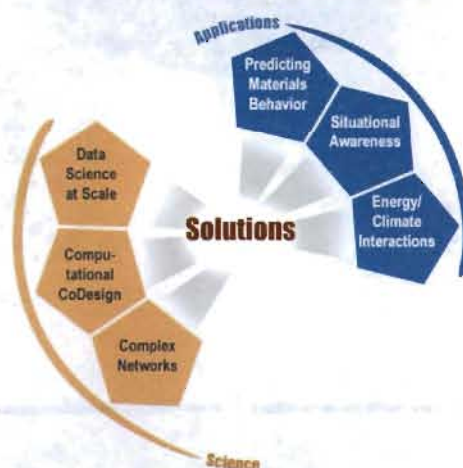 Applications
Predicting
Materials
Behavior
Situational
Awareness
Energy/
Climate
Interactions
Solutions
Data
Science
at Scale
Compu-
tational
CoDesign
Complex
Networks
Science